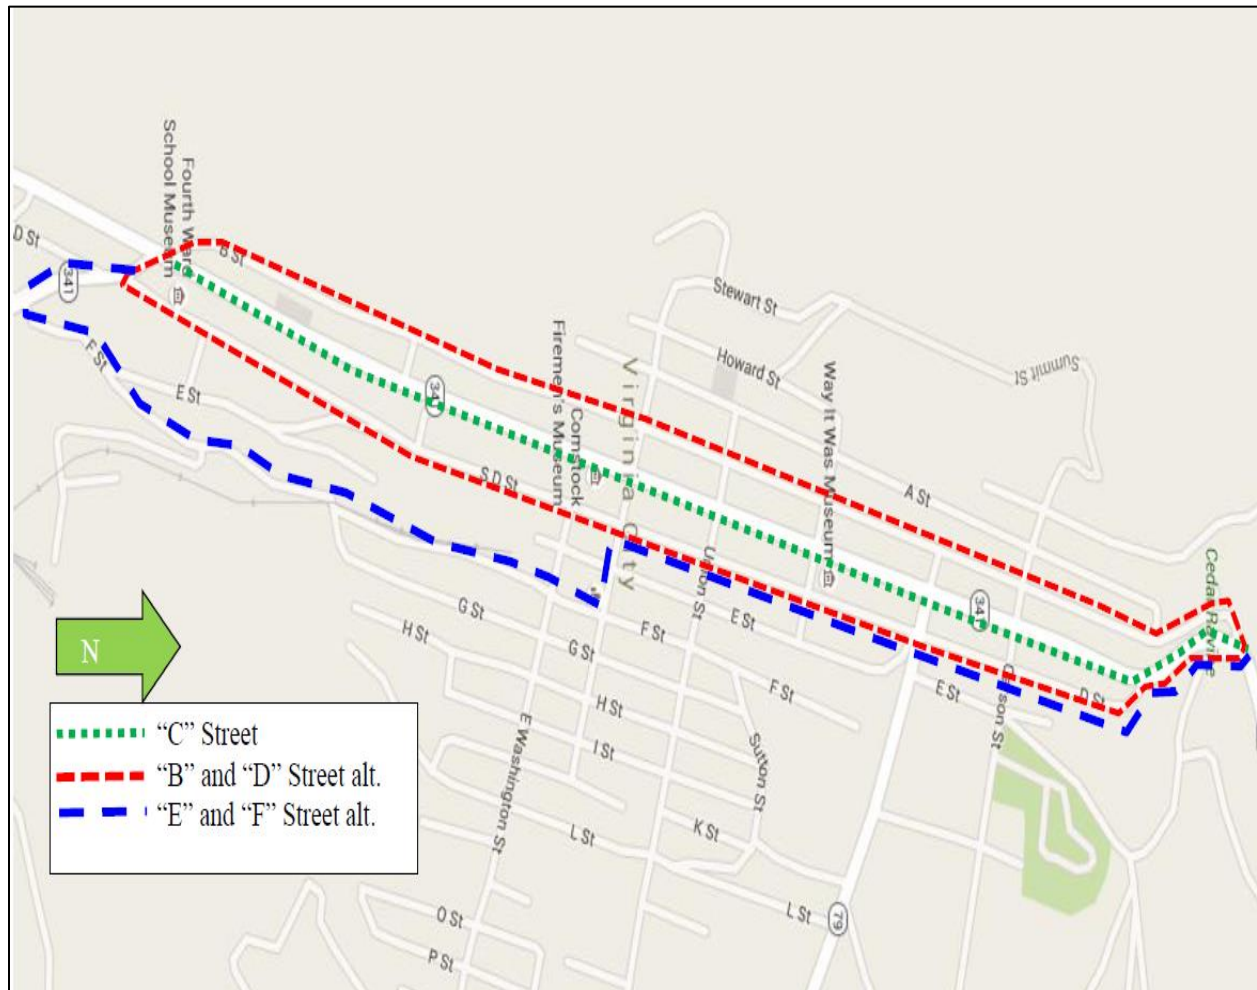 Fourth Ward
School Museum
D St
341
B St
F St
E St
341
S D St
Comstock
Firemen's Museum
Virginia City
Stewart St
Howard St
Summit St
Way It Was Museum
A St
Union St
E St
F St
G St
H St
G St
H St
I St
F St
E St
341
Carson St
D St
Cedar Ravine
Sutton St
K St
E Washington St
L St
L St
79
O St
P St
N
“C” Street
“B” and “D” Street alt.
“E” and “F” Street alt.